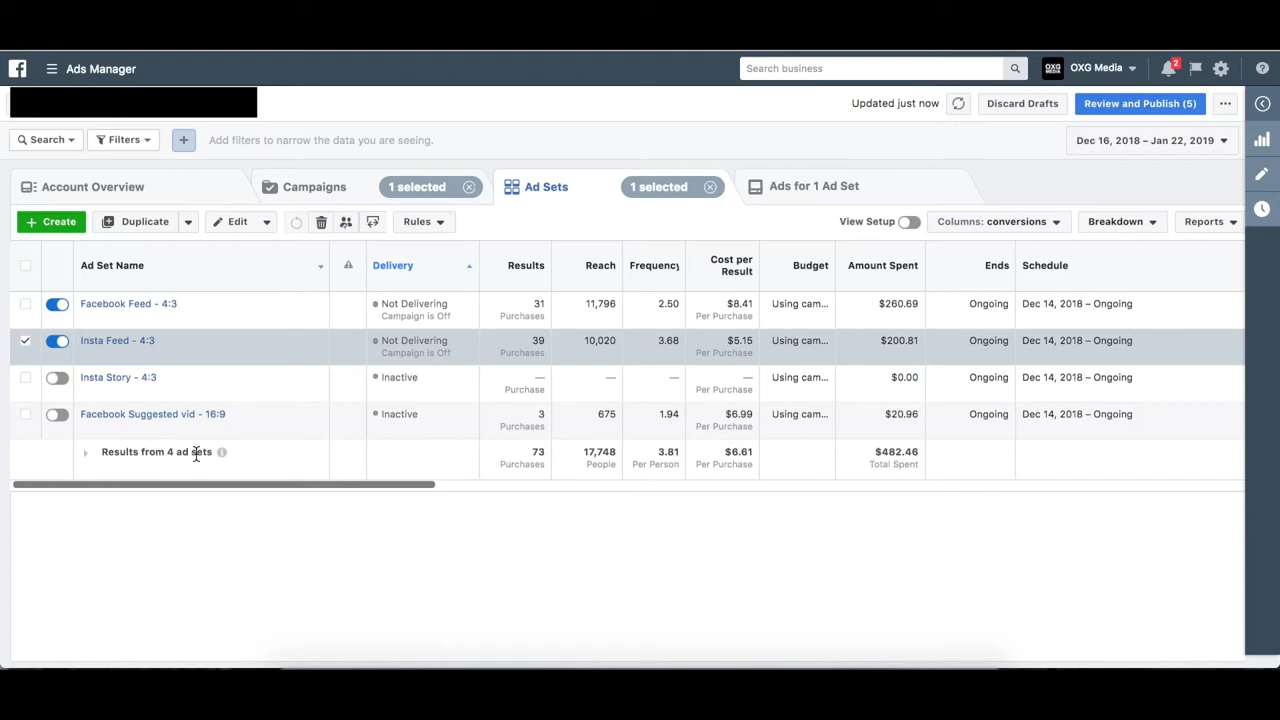 Ads Manager
Search business
OXG MEDIA
OXG Media
2
Updated just now
Discard Drafts
Review and Publish (5)
Search
Filters
Add filters to narrow the data you are seeing.
Dec 16, 2018 – Jan 22, 2019
Account Overview
Campaigns
1 selected
Ad Sets
1 selected
Ads for 1 Ad Set
+ Create
Duplicate
Edit
Rules
View Setup
Columns: conversions
Breakdown
Reports
Ad Set Name Delivery Results Reach Frequency Cost per Result Budget Amount Spent Ends Schedule
Facebook Feed - 4:3 Not Delivering 31 11,796 2.50 $8.41 Using cam... $260.69 Ongoing Dec 14, 2018 – Ongoing
Campaign is Off Purchases Per Purchase
Insta Feed - 4:3 Not Delivering 39 10,020 3.68 $5.15 Using cam... $200.81 Ongoing Dec 14, 2018 – Ongoing
Campaign is Off Purchases Per Purchase
Insta Story - 4:3 Inactive — — — — Using cam... $0.00 Ongoing Dec 14, 2018 – Ongoing
Purchase Per Purchase
Facebook Suggested vid - 16:9 Inactive 3 675 1.94 $6.99 Using cam... $20.96 Ongoing Dec 14, 2018 – Ongoing
Purchases Per Purchase
Results from 4 ad sets 73 17,748 3.81 $6.61 $482.46
Purchases People Per Person Per Purchase Total Spent